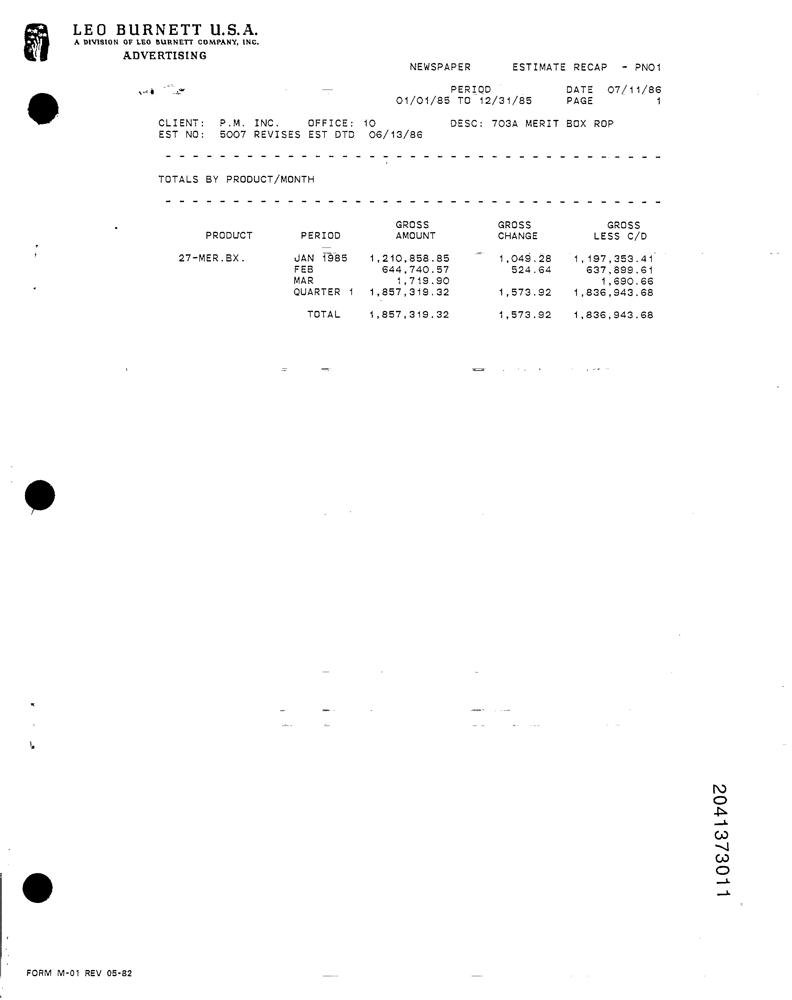 LEO BURNETT U.S.A.
A DIVISION OF LEO BURNETT COMPANY, INC.
ADVERTISING
NEWSPAPER ESTIMATE RECAP - PNO1
PERIOD DATE 07/11/86
01/01/85 TO 12/31/85 PAGE 1
CLIENT: P.M. INC. OFFICE: 10 DESC: 703A MERIT BOX ROP
EST NO: 5007 REVISES EST DTD 06/13/86
- - - - - - - - - - - - - - - - - - - - - - - - - - - - - - - - - - -
TOTALS BY PRODUCT/MONTH
- - - - - - - - - - - - - - - - - - - - - - - - - - - - - - - - - - -
GROSS GROSS GROSS
PRODUCT PERIOD AMOUNT CHANGE LESS C/D
27-MER.BX. JAN 1985 1,210,858.85 1,049.28 1,197,353.41
FEB 644,740.57 524.64 637,899.61
MAR 1,719.90 1,690.66
QUARTER 1 1,857,319.32 1,573.92 1,836,943.68
TOTAL 1,857,319.32 1,573.92 1,836,943.68
2041373011
FORM M-01 REV 05-82